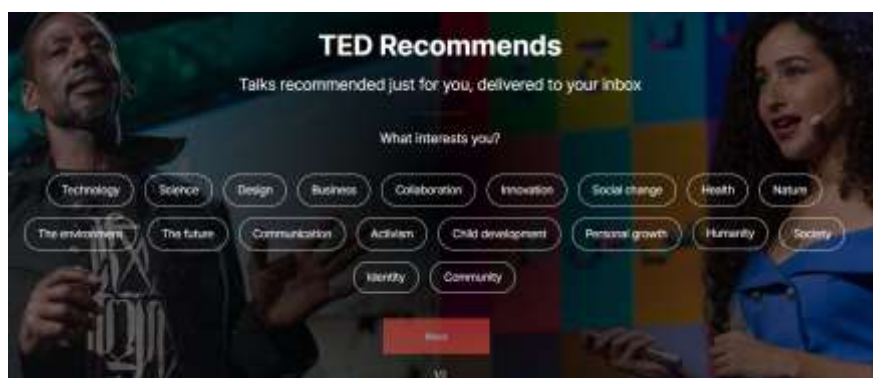 TED Recommends
Talks recommended just for you, delivered to your inbox
What interests you?
Technology Science Design Business Collaboration Innovation Social change Health Nature
The environment The future Communication Activism Child development Personal growth Humanity Society
Identity Community